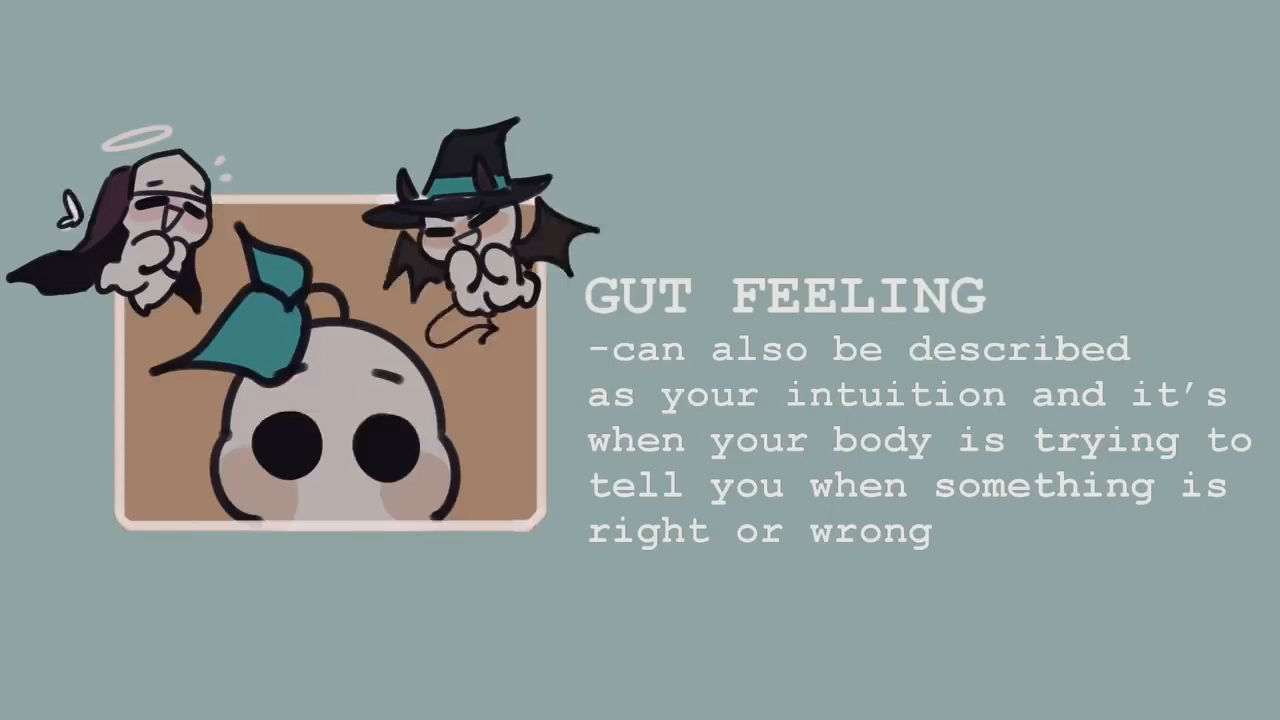 GUT FEELING
-can also be described
as your intuition and it’s
when your body is trying to
tell you when something is
right or wrong